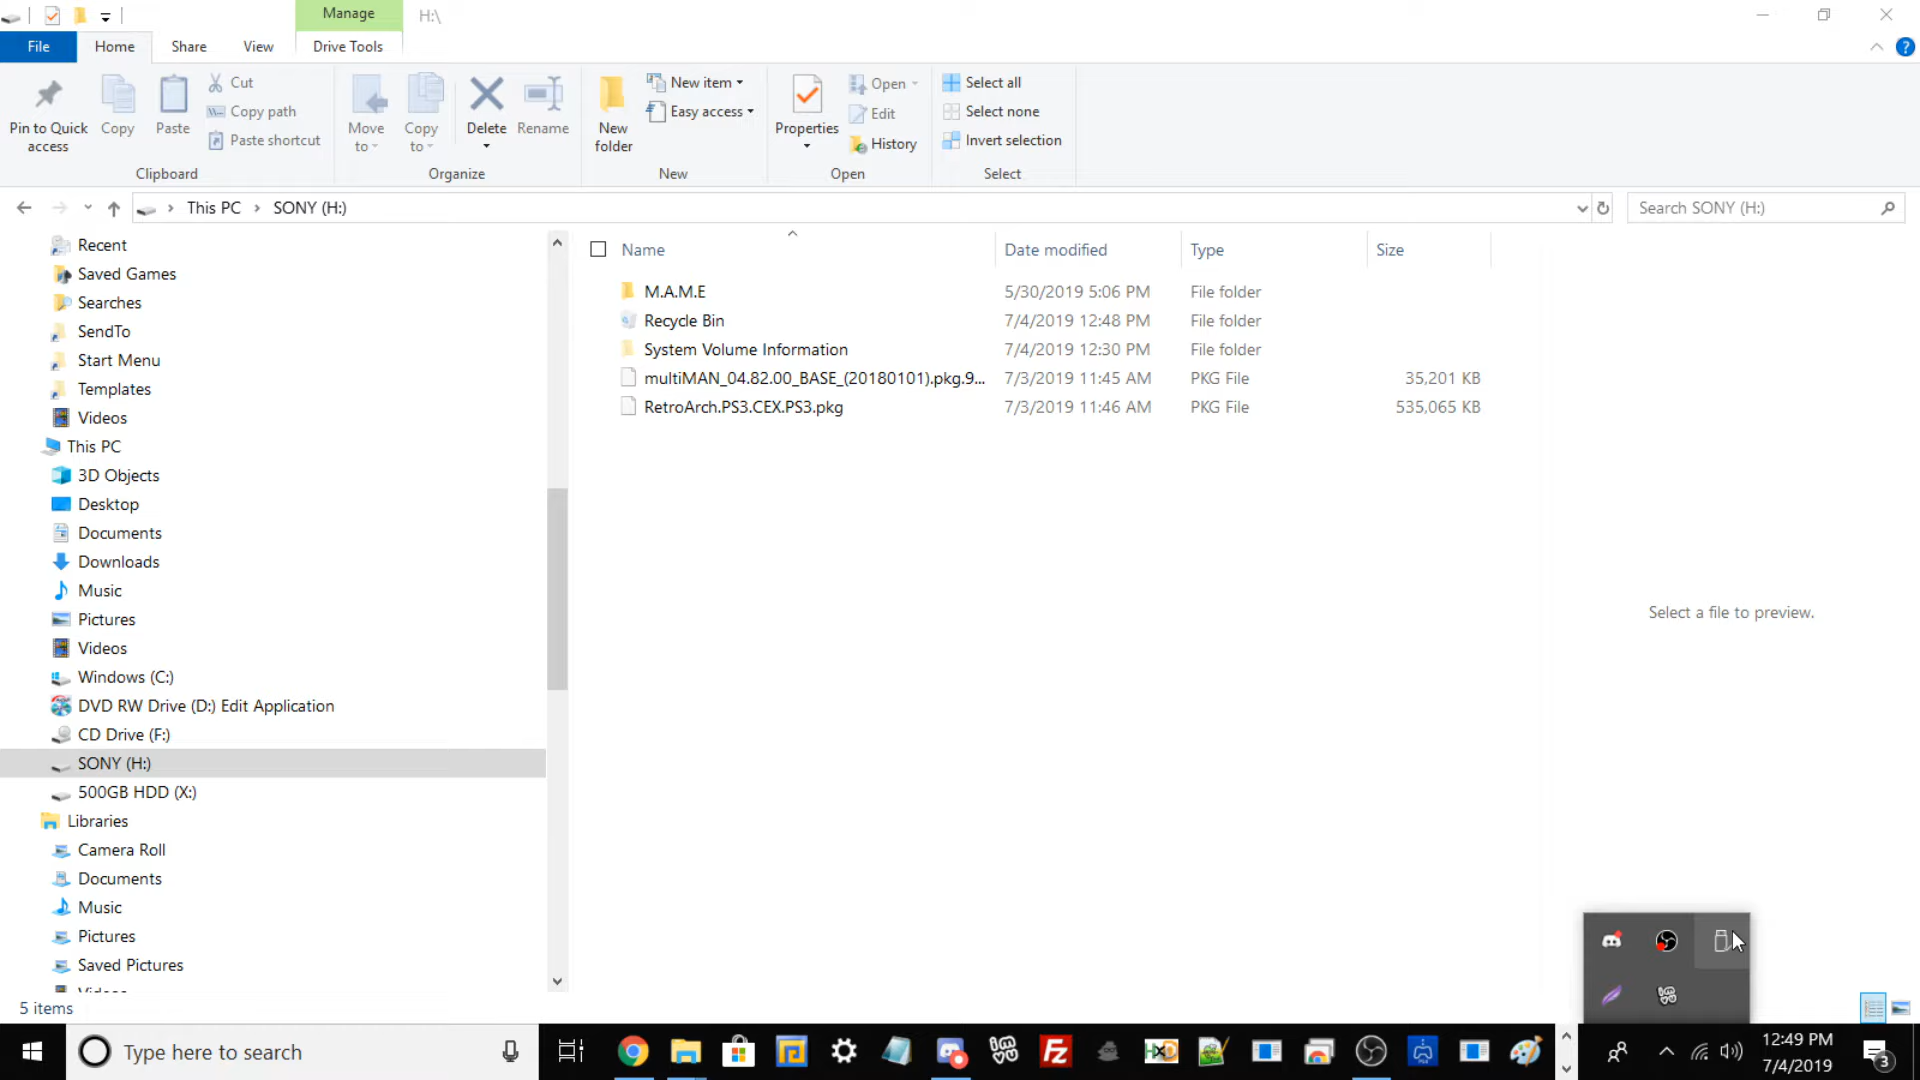 Manage
H:\
File
Home
Share
View
Drive Tools
?
Pin to Quick access
Copy
Paste
Cut
Copy path
Paste shortcut
Clipboard
Move to
Copy to
Delete
Rename
Organize
New folder
New item
Easy access
New
Properties
Open
Edit
History
Open
Select all
Select none
Invert selection
Select
This PC
SONY (H:)
Search SONY (H:)
Recent
Saved Games
Searches
SendTo
Start Menu
Templates
Videos
This PC
3D Objects
Desktop
Documents
Downloads
Music
Pictures
Videos
Windows (C:)
DVD RW Drive (D:) Edit Application
CD Drive (F:)
SONY (H:)
500GB HDD (X:)
Libraries
Camera Roll
Documents
Music
Pictures
Saved Pictures
Videos
Name Date modified Type Size
M.A.M.E 5/30/2019 5:06 PM File folder
Recycle Bin 7/4/2019 12:48 PM File folder
System Volume Information 7/4/2019 12:30 PM File folder
multiMAN_04.82.00_BASE_(20180101).pkg.9... 7/3/2019 11:45 AM PKG File 35,201 KB
RetroArch.PS3.CEX.PS3.pkg 7/3/2019 11:46 AM PKG File 535,065 KB
Select a file to preview.
5 items
Type here to search
FZ
HXD
12:49 PM
7/4/2019
3